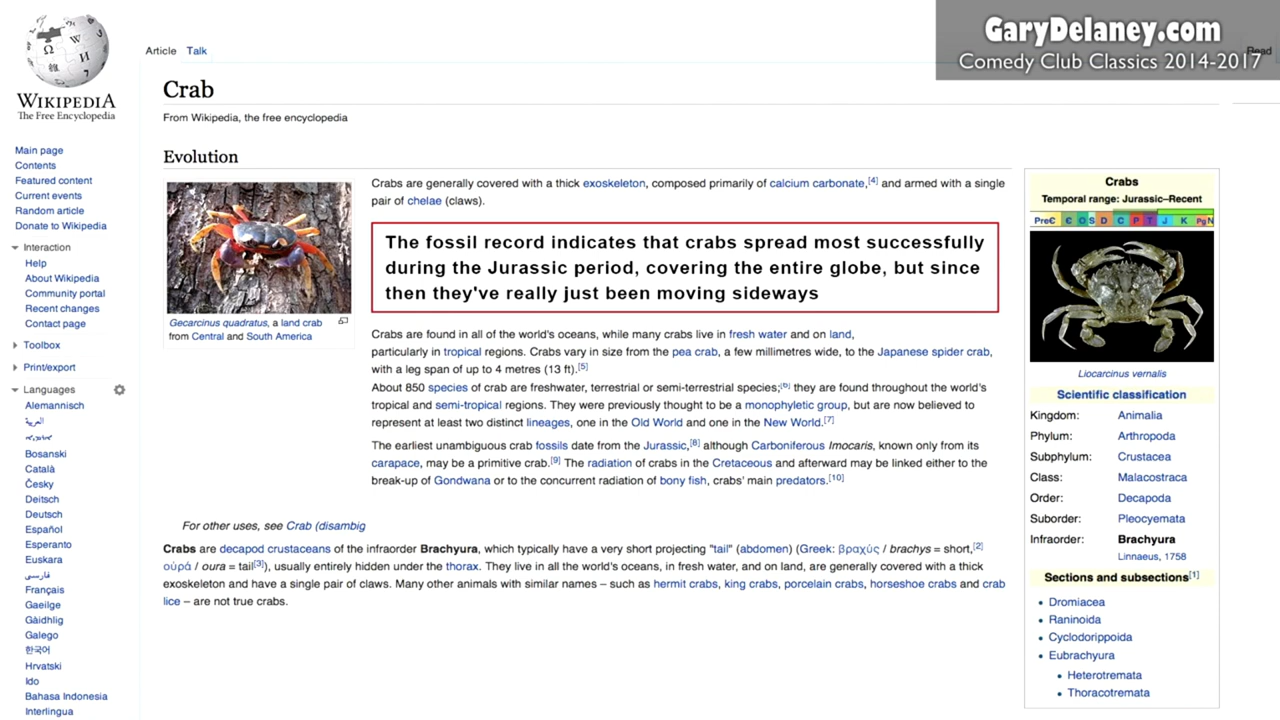 GaryDelaney.com
Comedy Club Classics 2014-2017
WIKIPEDIA
The Free Encyclopedia
Main page
Contents
Featured content
Current events
Random article
Donate to Wikipedia
Interaction
Help
About Wikipedia
Community portal
Recent changes
Contact page
Toolbox
Print/export
Languages
Alemannisch
العربية
Bosanski
Català
Česky
Deitsch
Deutsch
Español
Esperanto
Euskara
فارسی
Français
Gaeilge
Gàidhlig
Galego
한국어
Hrvatski
Ido
Bahasa Indonesia
Interlingua
Article Talk
Read
Crab
From Wikipedia, the free encyclopedia
Evolution
Gecarcinus quadratus, a land crab
from Central and South America
Crabs are generally covered with a thick exoskeleton, composed primarily of calcium carbonate,[4] and armed with a single
pair of chelae (claws).
The fossil record indicates that crabs spread most successfully
during the Jurassic period, covering the entire globe, but since
then they've really just been moving sideways
Crabs are found in all of the world's oceans, while many crabs live in fresh water and on land,
particularly in tropical regions. Crabs vary in size from the pea crab, a few millimetres wide, to the Japanese spider crab,
with a leg span of up to 4 metres (13 ft).[5]
About 850 species of crab are freshwater, terrestrial or semi-terrestrial species;[6] they are found throughout the world's
tropical and semi-tropical regions. They were previously thought to be a monophyletic group, but are now believed to
represent at least two distinct lineages, one in the Old World and one in the New World.[7]
The earliest unambiguous crab fossils date from the Jurassic,[8] although Carboniferous Imocaris, known only from its
carapace, may be a primitive crab.[9] The radiation of crabs in the Cretaceous and afterward may be linked either to the
break-up of Gondwana or to the concurrent radiation of bony fish, crabs' main predators.[10]
For other uses, see Crab (disambig
Crabs are decapod crustaceans of the infraorder Brachyura, which typically have a very short projecting "tail" (abdomen) (Greek: βραχύς / brachys = short,[2]
οὐρά / oura = tail[3]), usually entirely hidden under the thorax. They live in all the world's oceans, in fresh water, and on land, are generally covered with a thick
exoskeleton and have a single pair of claws. Many other animals with similar names – such as hermit crabs, king crabs, porcelain crabs, horseshoe crabs and crab
lice – are not true crabs.
Crabs
Temporal range: Jurassic–Recent
PreЄ Є O S D C P T J K Pg N
Liocarcinus vernalis
Scientific classification
Kingdom: Animalia
Phylum: Arthropoda
Subphylum: Crustacea
Class: Malacostraca
Order: Decapoda
Suborder: Pleocyemata
Infraorder: Brachyura
Linnaeus, 1758
Sections and subsections[1]
Dromiacea
Raninoida
Cyclodorippoida
Eubrachyura
Heterotremata
Thoracotremata